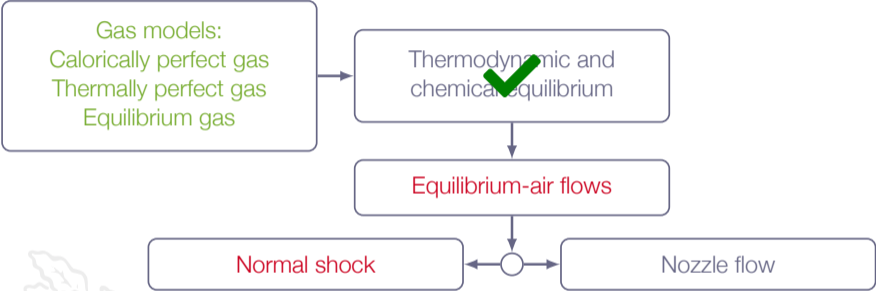 Gas models:
Calorically perfect gas
Thermally perfect gas
Equilibrium gas
Thermodynamic and
chemical equilibrium
Equilibrium-air flows
Normal shock
Nozzle flow